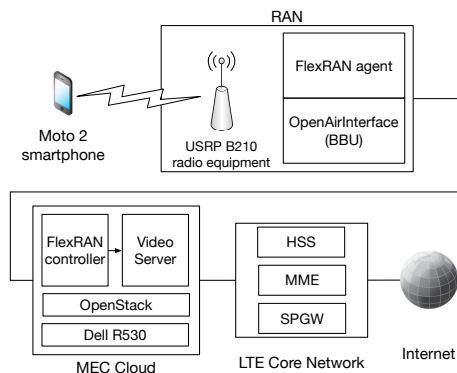 RAN
FlexRAN agent
OpenAirInterface
(BBU)
Moto 2
smartphone
USRP B210
radio equipment
FlexRAN
controller
Video
Server
OpenStack
Dell R530
MEC Cloud
HSS
MME
SPGW
LTE Core Network
Internet